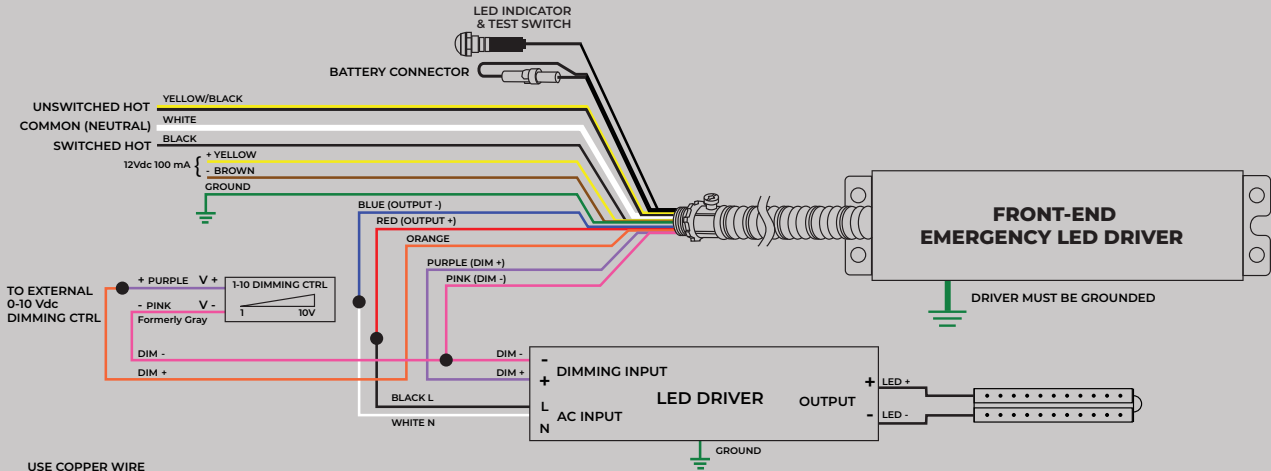 LED INDICATOR
& TEST SWITCH
BATTERY CONNECTOR
UNSWITCHED HOT
YELLOW/BLACK
COMMON (NEUTRAL)
WHITE
SWITCHED HOT
BLACK
12Vdc 100 mA {
+ YELLOW
- BROWN
GROUND
BLUE (OUTPUT -)
RED (OUTPUT +)
ORANGE
PURPLE (DIM +)
PINK (DIM -)
FRONT-END
EMERGENCY LED DRIVER
DRIVER MUST BE GROUNDED
TO EXTERNAL
0-10 Vdc
DIMMING CTRL
+ PURPLE V +
- PINK V -
Formerly Gray
1-10 DIMMING CTRL
1 10V
DIM -
DIM +
DIM -
DIM +
BLACK L
WHITE N
- 
+
DIMMING INPUT
L
N
AC INPUT
LED DRIVER
OUTPUT
+ LED +
- LED -
GROUND
USE COPPER WIRE